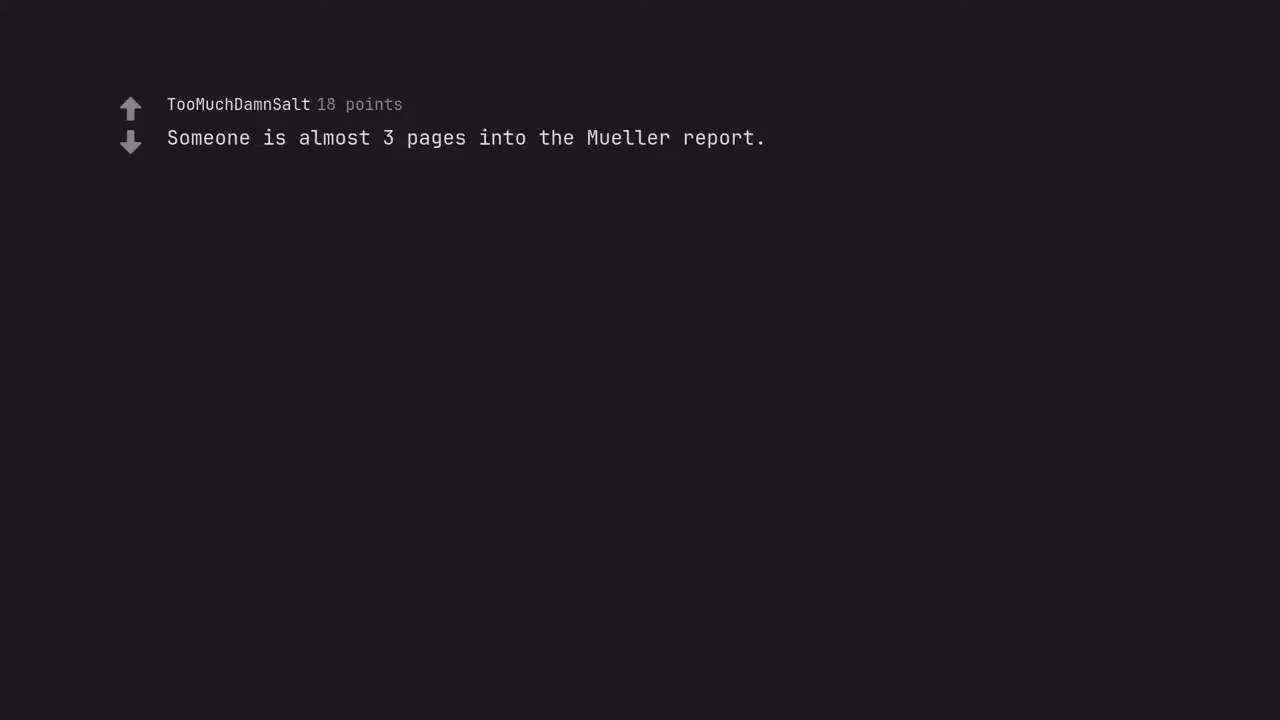 TooMuchDamnSalt 18 points
Someone is almost 3 pages into the Mueller report.